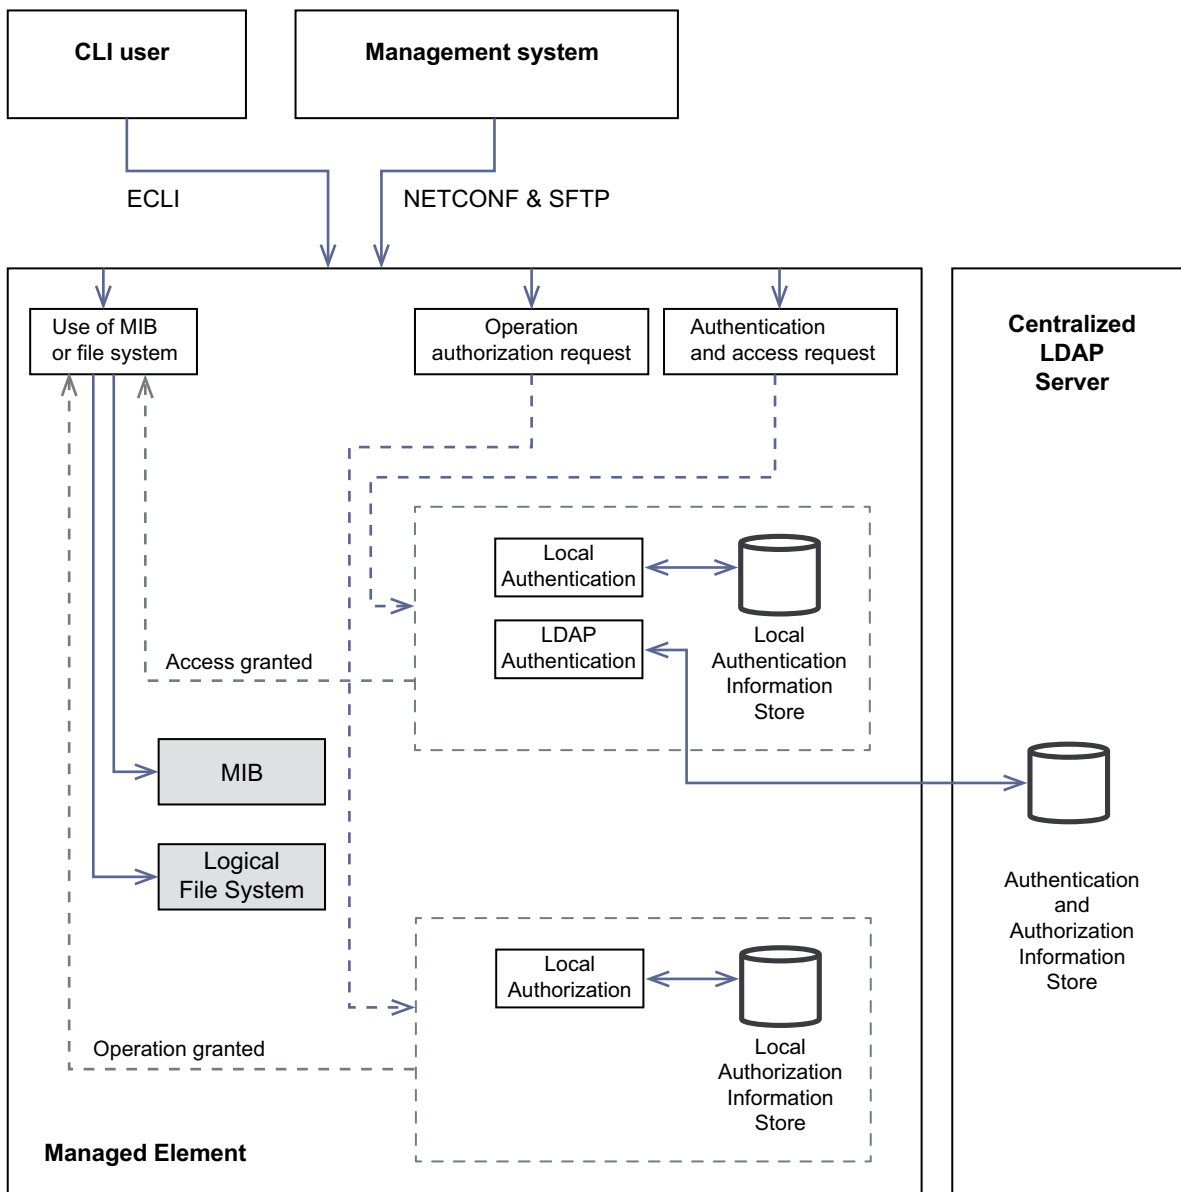 CLI user
Management system
ECLI
NETCONF & SFTP
Use of MIB
or file system
Operation
authorization request
Authentication
and access request
Centralized
LDAP
Server
Local
Authentication
LDAP
Authentication
Local
Authentication
Information
Store
Access granted
MIB
Logical
File System
Authentication
and
Authorization
Information
Store
Local
Authorization
Local
Authorization
Information
Store
Operation granted
Managed Element